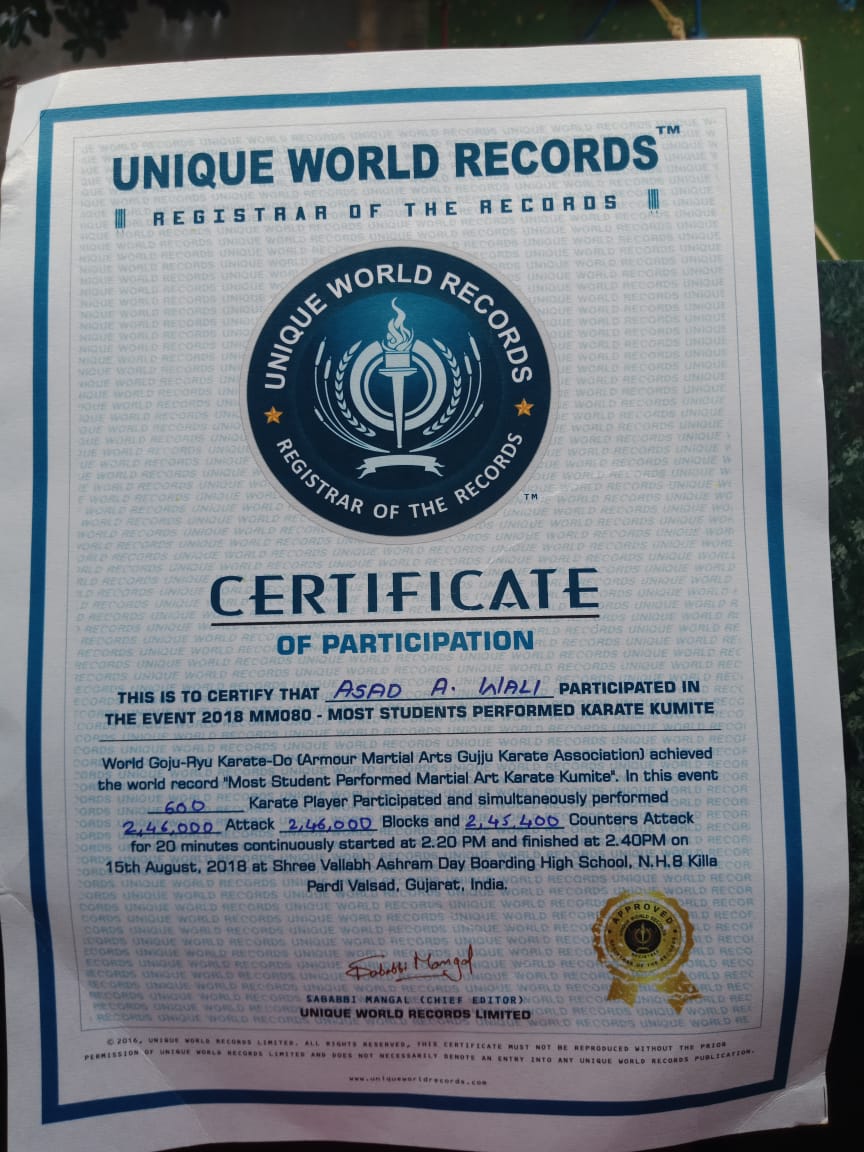 UNIQUE WORLD RECORDS™
REGISTRAR OF THE RECORDS
UNIQUE WORLD RECORDS
REGISTRAR OF THE RECORDS
TM
CERTIFICATE
OF PARTICIPATION
THIS IS TO CERTIFY THAT ASAD A. WALI PARTICIPATED IN
THE EVENT 2018 MM080 - MOST STUDENTS PERFORMED KARATE KUMITE
World Goju-Ryu Karate-Do (Armour Martial Arts Gujju Karate Association) achieved
the world record "Most Student Performed Martial Art Karate Kumite". In this event
600 Karate Player Participated and simultaneously performed
2,46,000 Attack 2,46,000 Blocks and 2,45,400 Counters Attack
for 20 minutes continuously started at 2.20 PM and finished at 2.40PM on
15th August, 2018 at Shree Vallabh Ashram Day Boarding High School, N.H.8 Killa
Pardi Valsad, Gujarat, India.
APPROVED
Sababbi Mangal
SABABBI MANGAL (CHIEF EDITOR)
UNIQUE WORLD RECORDS LIMITED
©2016, UNIQUE WORLD RECORDS LIMITED. ALL RIGHTS RESERVED, THIS CERTIFICATE MUST NOT BE REPRODUCED WITHOUT THE PRIOR
PERMISSION OF UNIQUE WORLD RECORDS LIMITED AND DOES NOT NECESSARILY DENOTE AN ENTRY INTO ANY UNIQUE WORLD RECORDS PUBLICATION.
www.uniqueworldrecords.com